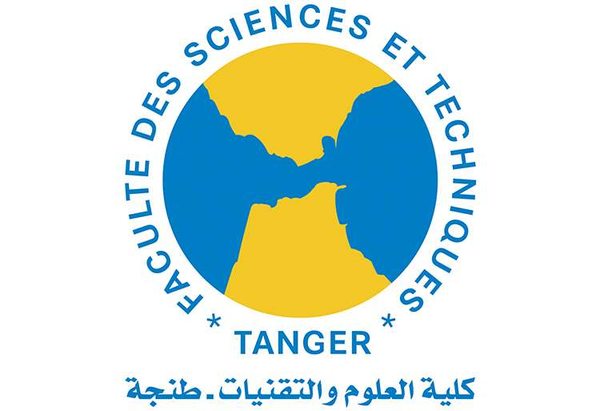 * FACULTE DES SCIENCES ET TECHNIQUES *
TANGER
كلية العلوم والتقنيات - طنجة